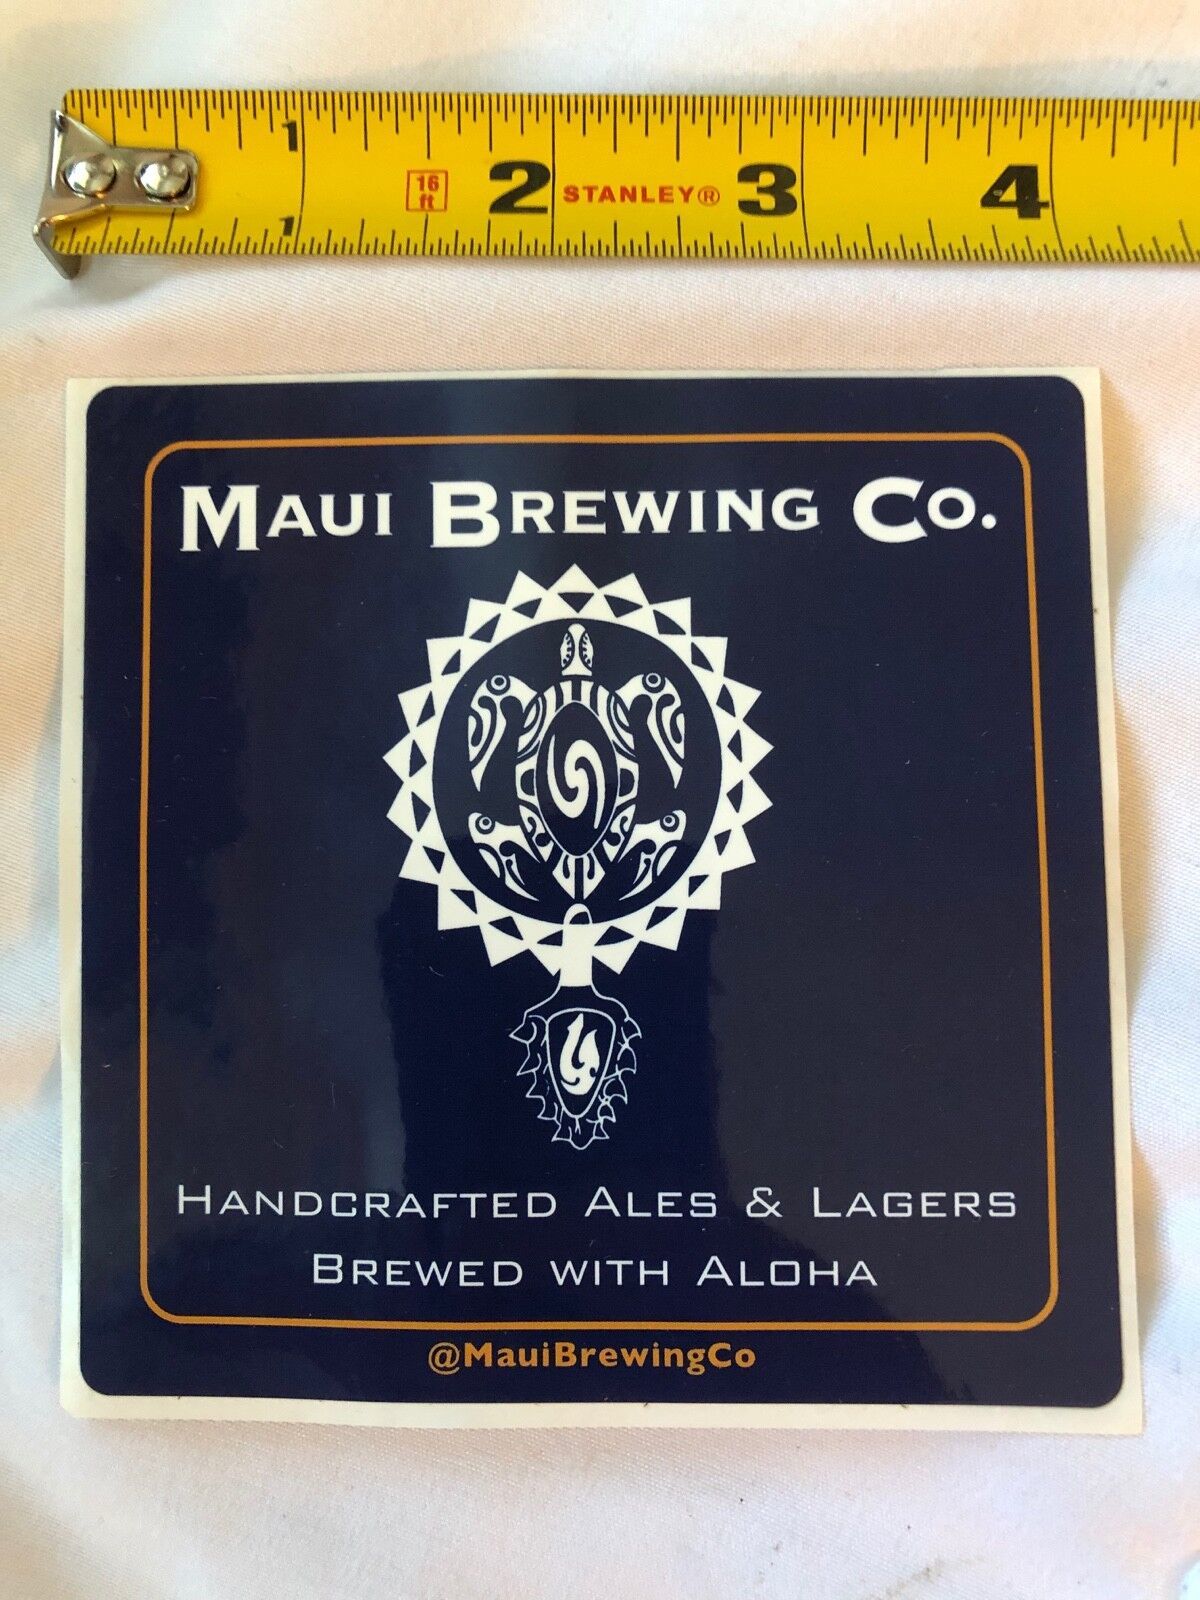 1
16 ft
2 STANLEY® 3 4
1
MAUI BREWING CO.
HANDCRAFTED ALES & LAGERS
BREWED WITH ALOHA
@MauiBrewingCo